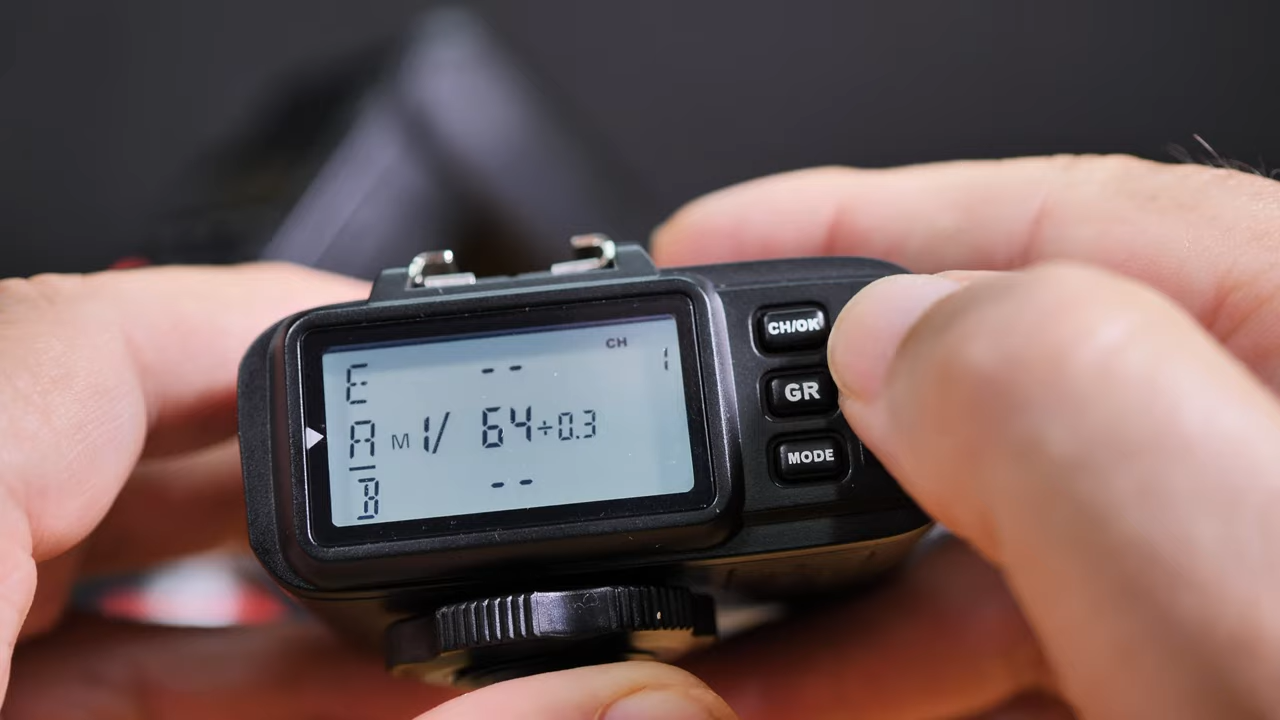 CH 1
E --
A M 1/ 64+0.3
B --
CH/OK
GR
MODE